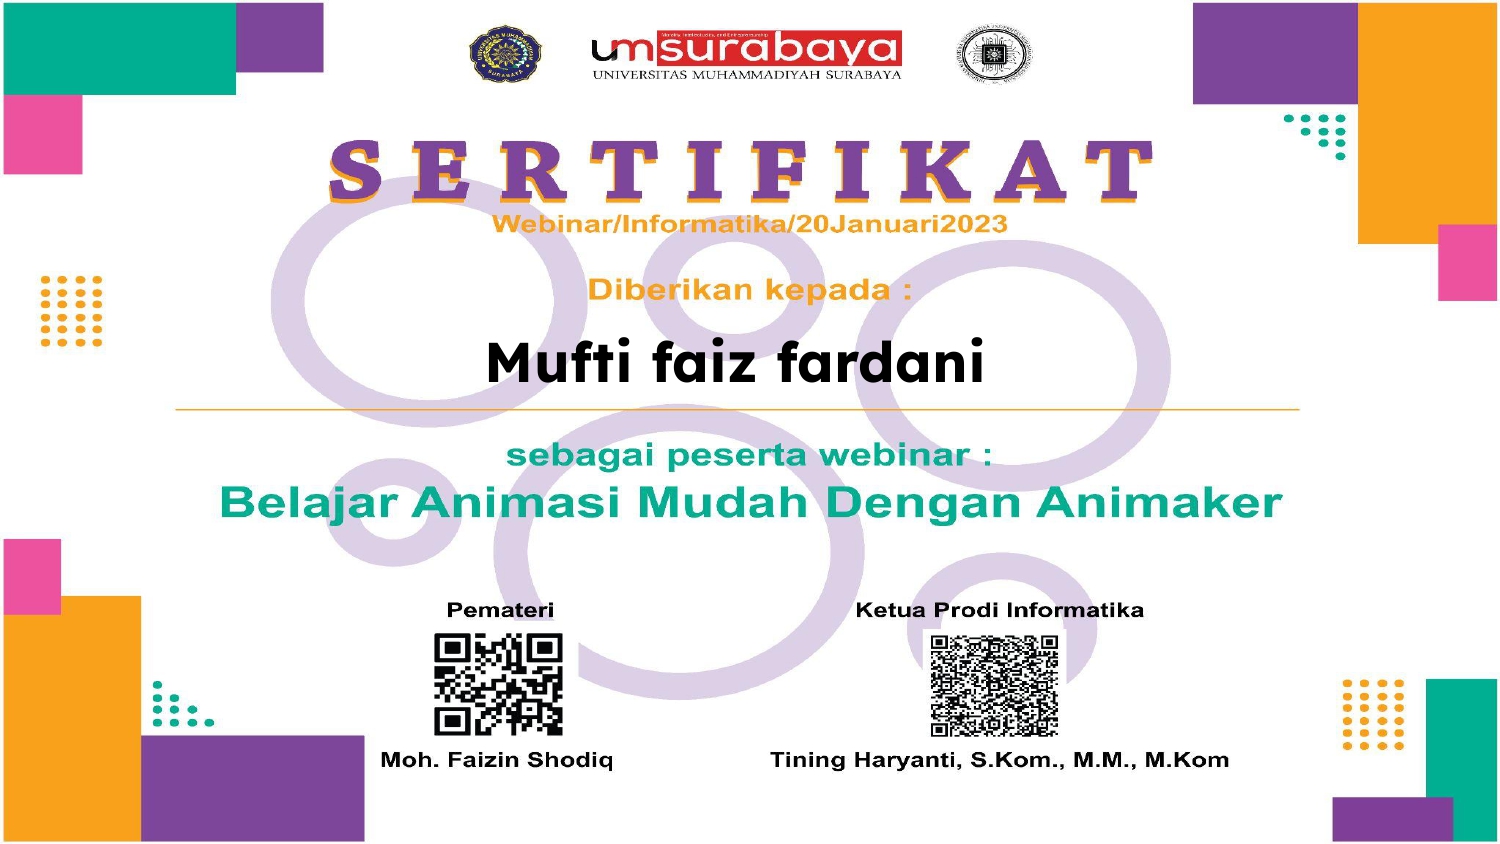 umsurabaya
UNIVERSITAS MUHAMMADIYAH SURABAYA
SERTIFIKAT
Webinar/Informatika/20Januari2023
Diberikan kepada :
Mufti faiz fardani
sebagai peserta webinar :
Belajar Animasi Mudah Dengan Animaker
Pemateri
Ketua Prodi Informatika
Moh. Faizin Shodiq
Tining Haryanti, S.Kom., M.M., M.Kom